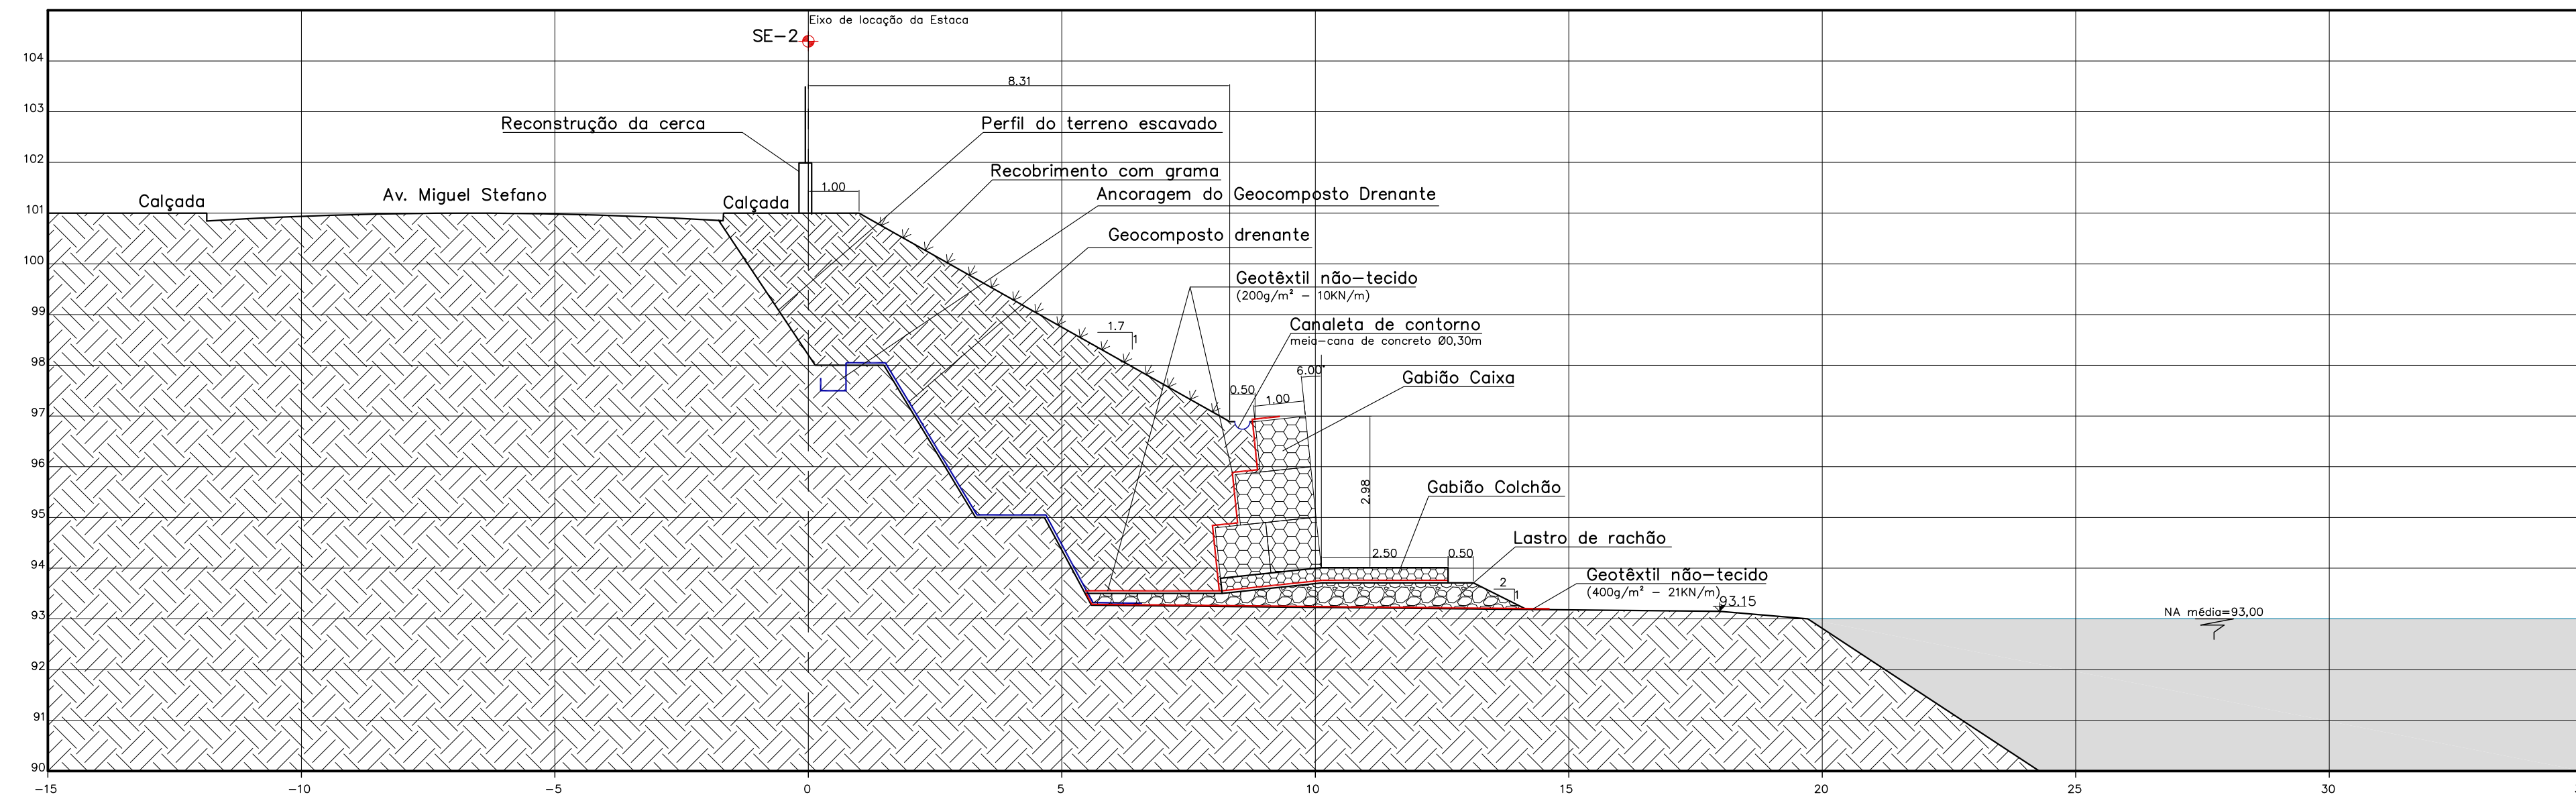 Eixo de locação da Estaca
SE-2
104
8.31
103
Reconstrução da cerca
Perfil do terreno escavado
102
Recobrimento com grama
1.00
Ancoragem do Geocomposto Drenante
Calçada
Av. Miguel Stefano
Calçada
101
Geocomposto drenante
100
Geotêxtil não-tecido
(200g/m² - 10KN/m)
99
Canaleta de contorno
meia-cana de concreto Ø0,30m
1.7
1
98
6.00°
Gabião Caixa
0.50
1.00
97
2.98
Gabião Colchão
96
95
Lastro de rachão
2.50
0.50
94
Geotêxtil não-tecido
(400g/m² - 21KN/m)
2
1
93.15
NA média=93,00
93
92
91
90
-15
-10
-5
0
5
10
15
20
25
30